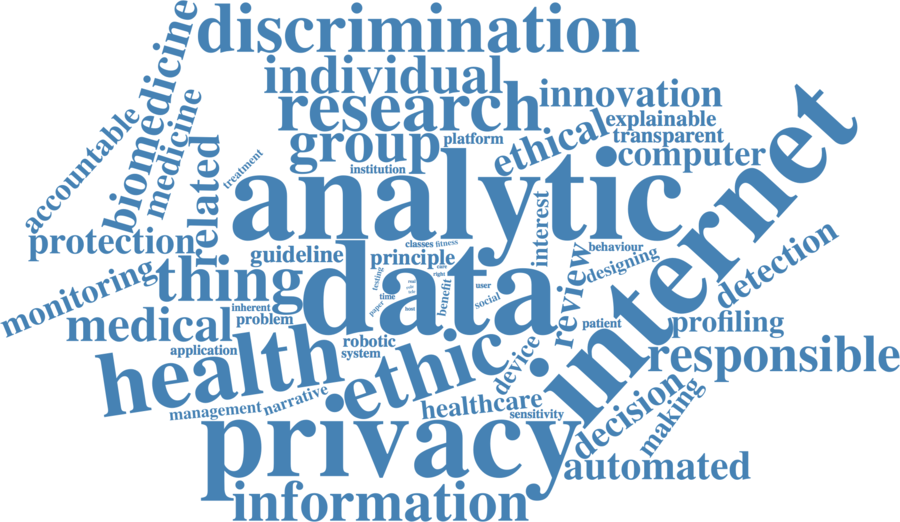 discrimination
biomedicine
individual
research
innovation
internet
medicine
accountable
explainable
ethical
transparent
group
platform
computer
related
treatment
institution
analytic
protection
interest
classes
fitness
behaviour
guideline
principle
review
designing
detection
monitoring
thing
data
testing
care
right
user
benefit
social
time
paper
inherent
problem
medical
patient
profiling
robotic
system
application
health
ethic
device
responsible
management
narrative
healthcare
sensitivity
decision
making
privacy
automated
information